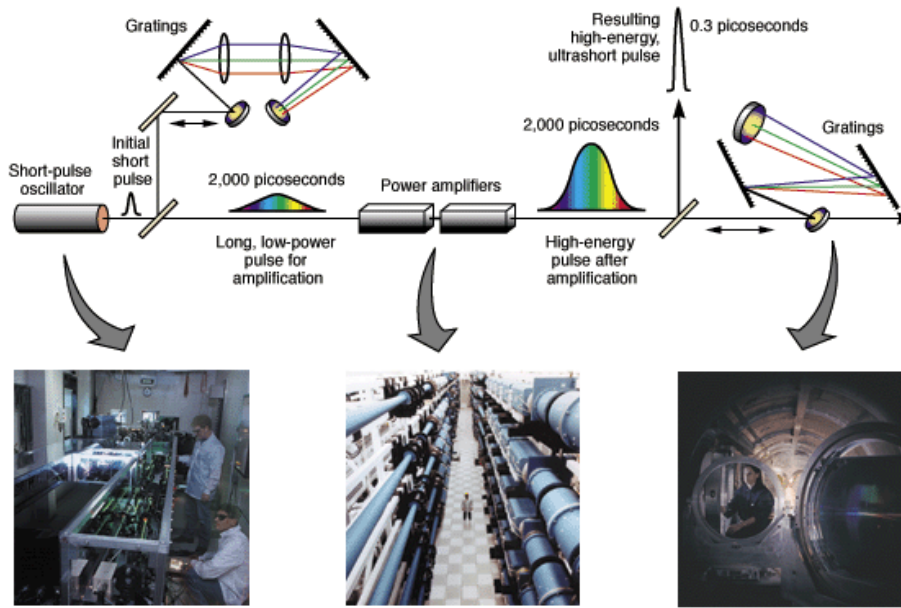 Gratings
Resulting
high-energy,
ultrashort pulse
0.3 picoseconds
Initial
short
pulse
Short-pulse
oscillator
2,000 picoseconds
Power amplifiers
2,000 picoseconds
Gratings
Long, low-power
pulse for
amplification
High-energy
pulse after
amplification